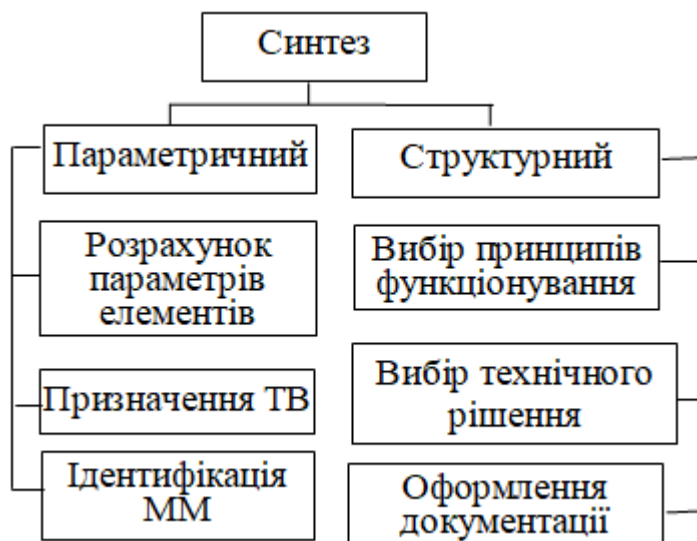 Синтез
Параметричний
Структурний
Розрахунок
параметрів
елементів
Вибір принципів
функціонування
Призначення ТВ
Вибір технічного
рішення
Ідентифікація
ММ
Оформлення
документації